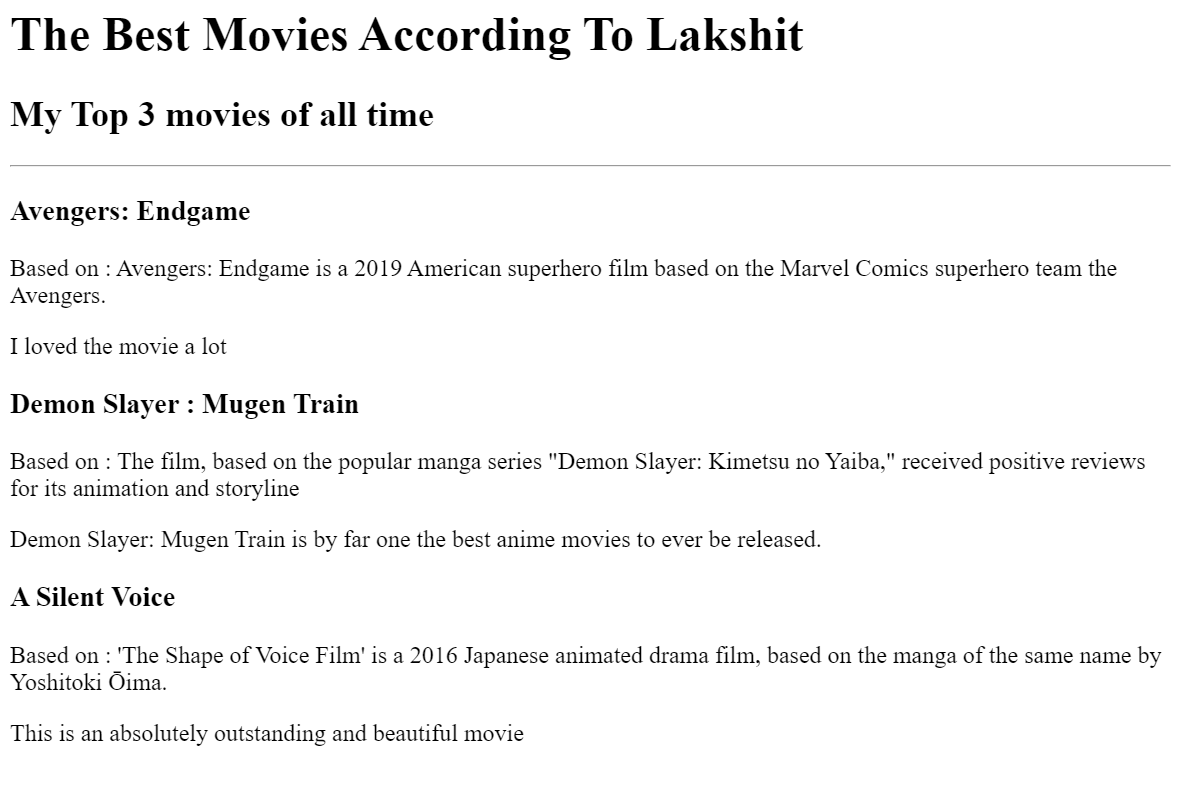 The Best Movies According To Lakshit
My Top 3 movies of all time
Avengers: Endgame
Based on : Avengers: Endgame is a 2019 American superhero film based on the Marvel Comics superhero team the
Avengers.
I loved the movie a lot
Demon Slayer : Mugen Train
Based on : The film, based on the popular manga series "Demon Slayer: Kimetsu no Yaiba," received positive reviews
for its animation and storyline
Demon Slayer: Mugen Train is by far one the best anime movies to ever be released.
A Silent Voice
Based on : 'The Shape of Voice Film' is a 2016 Japanese animated drama film, based on the manga of the same name by
Yoshitoki Ōima.
This is an absolutely outstanding and beautiful movie